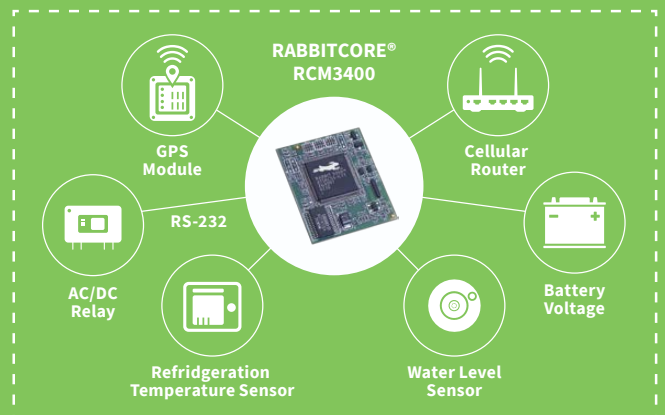 RABBITCORE®
RCM3400
GPS
Module
Cellular
Router
RS-232
AC/DC
Relay
Battery
Voltage
Refridgeration
Temperature Sensor
Water Level
Sensor